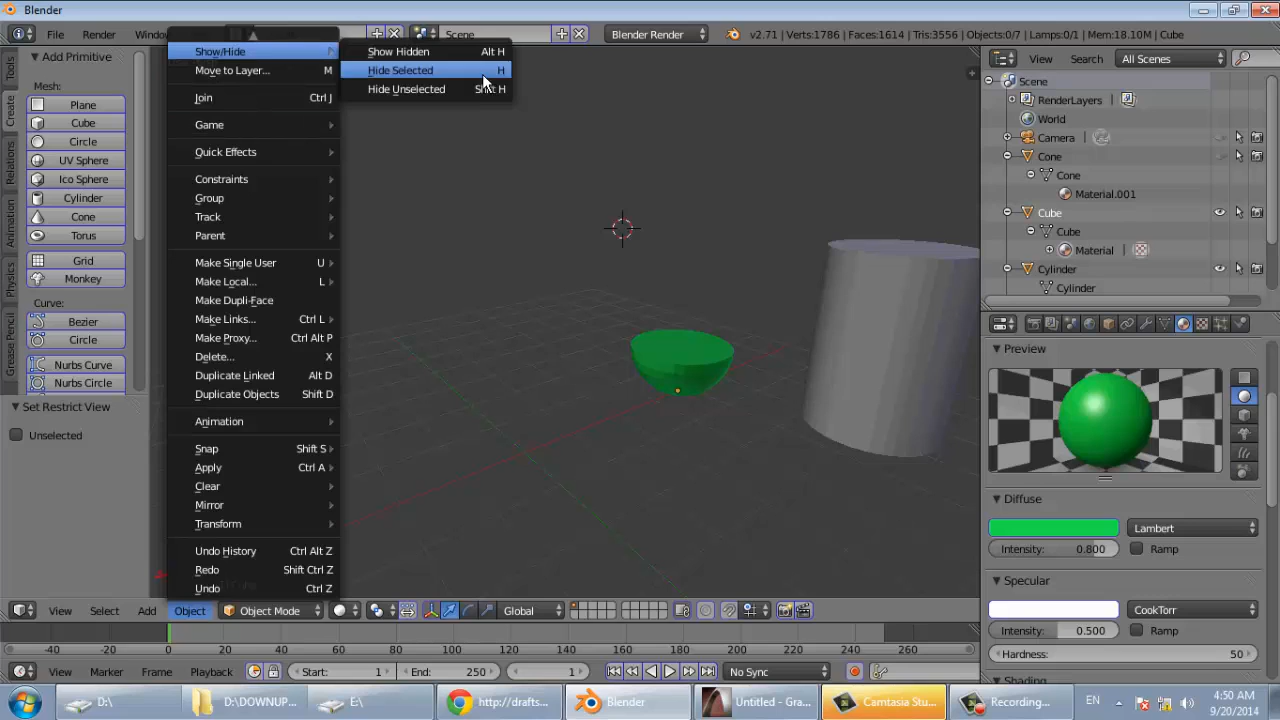 Blender
File
Render
Window
Scene
Blender Render
v2.71 | Verts:1786 | Faces:1614 | Tris:3556 | Objects:0/7 | Lamps:0/1 | Mem:10.35M
Tools
Create
Relations
Animation
Physics
Grease Pencil
Add Primitive
Mesh:
Plane
Cube
Circle
UV Sphere
Ico Sphere
Cylinder
Cone
Torus
Grid
Monkey
Curve:
Bezier
Circle
Nurbs Curve
Nurbs Circle
Set Restrict View
Unselected
Show/Hide
Move to Layer... M
Join Ctrl J
Game
Quick Effects
Constraints
Group
Track
Parent
Make Single User U
Make Local... L
Make Dupli-Face
Make Links... Ctrl L
Make Proxy... Ctrl Alt P
Delete... X
Duplicate Linked Alt D
Duplicate Objects Shift D
Animation
Snap Shift S
Apply Ctrl A
Clear
Mirror
Transform
Undo History Ctrl Alt Z
Redo Shift Ctrl Z
Undo Ctrl Z
Show Hidden Alt H
Hide Selected H
Hide Unselected Shift H
View
Search
All Scenes
Scene
RenderLayers
World
Camera
Cone
Cone
Material.001
Cube
Cube
Material
Cylinder
Cylinder
Preview
Diffuse
Lambert
Intensity: 0.800
Ramp
Specular
CookTorr
Intensity: 0.500
Ramp
Hardness: 50
Shading
View
Select
Add
Object
Object Mode
Global
-40 -20 0 20 40 60 80 100 120 140 160 180 200 220 240 260
View
Marker
Frame
Playback
Start: 1
End: 250
1
No Sync
D:\
D:\DOWNUP...
E:\
http://drafts...
Blender
Untitled - Gra...
Camtasia Stu...
Recording...
EN
4:50 AM
9/20/2014